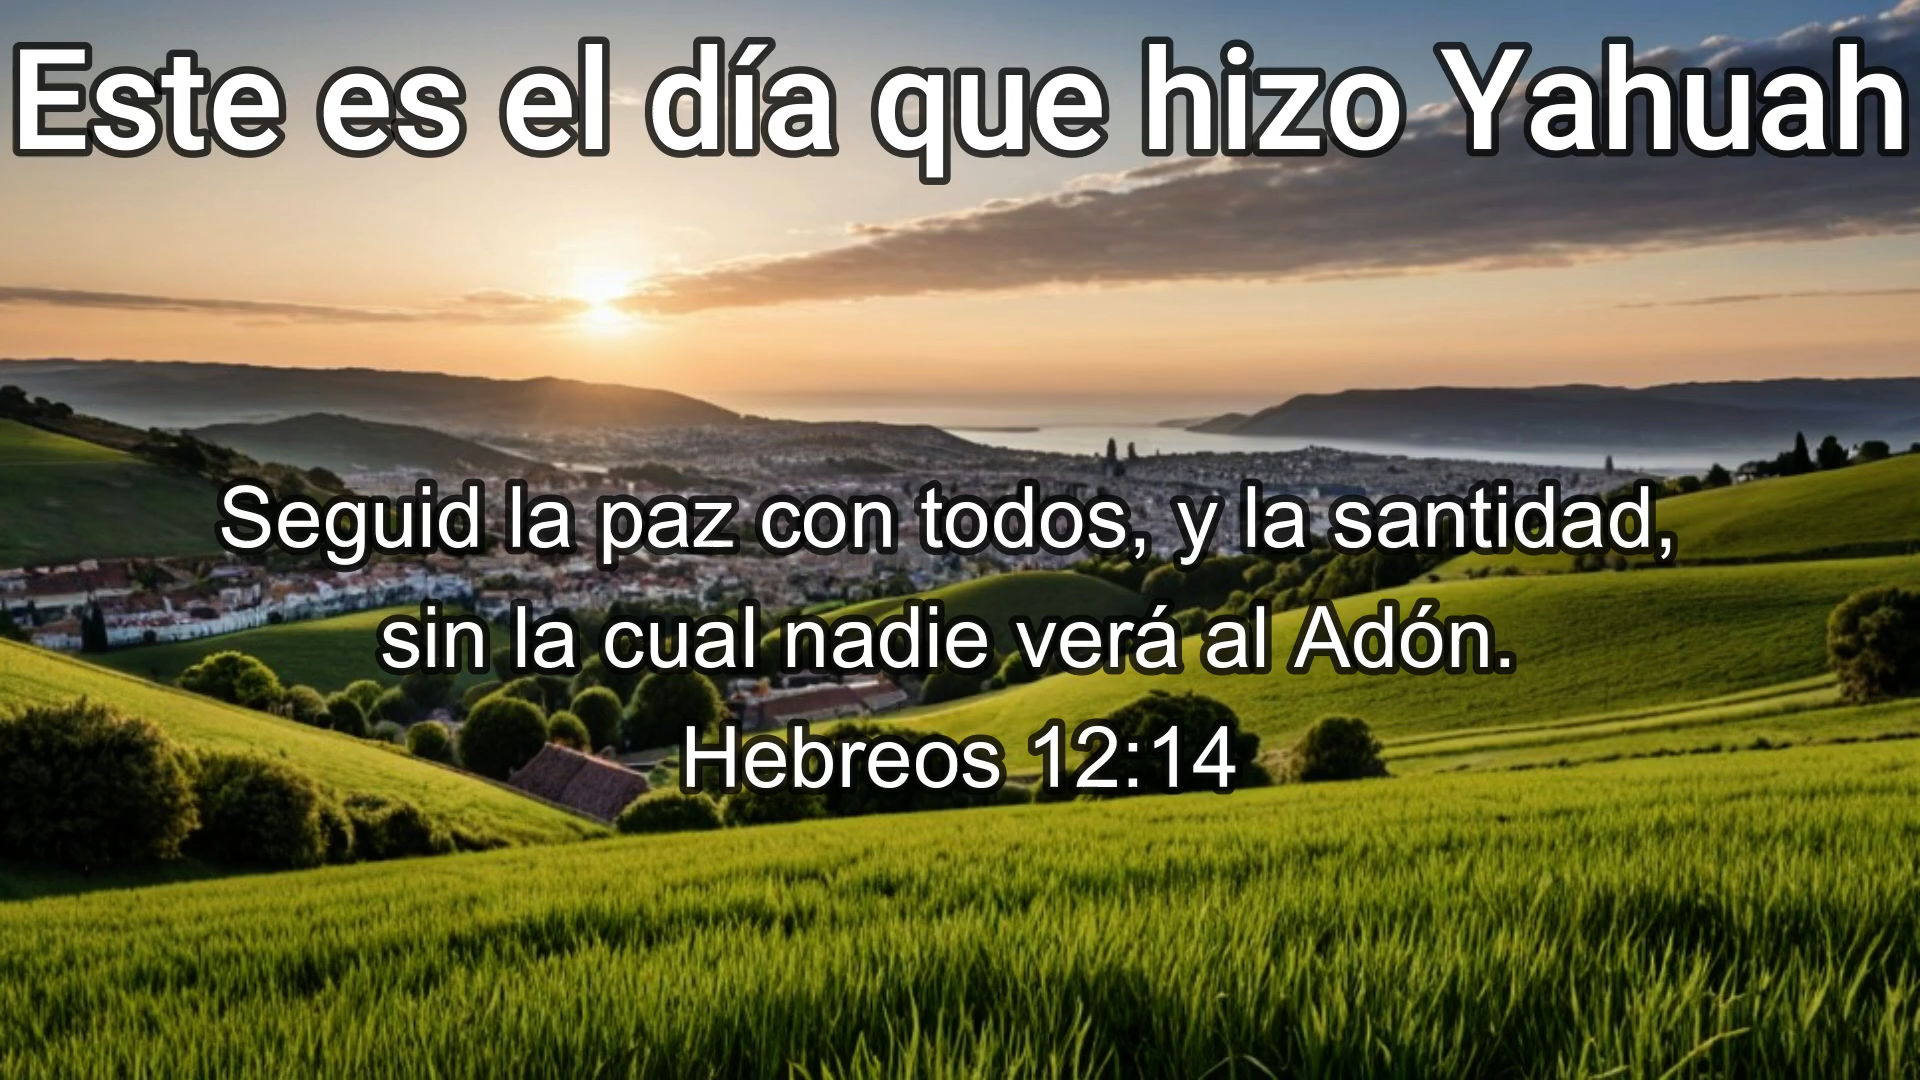 Este es el día que hizo Yahuah
Seguid la paz con todos, y la santidad,
sin la cual nadie verá al Adón.
Hebreos 12:14